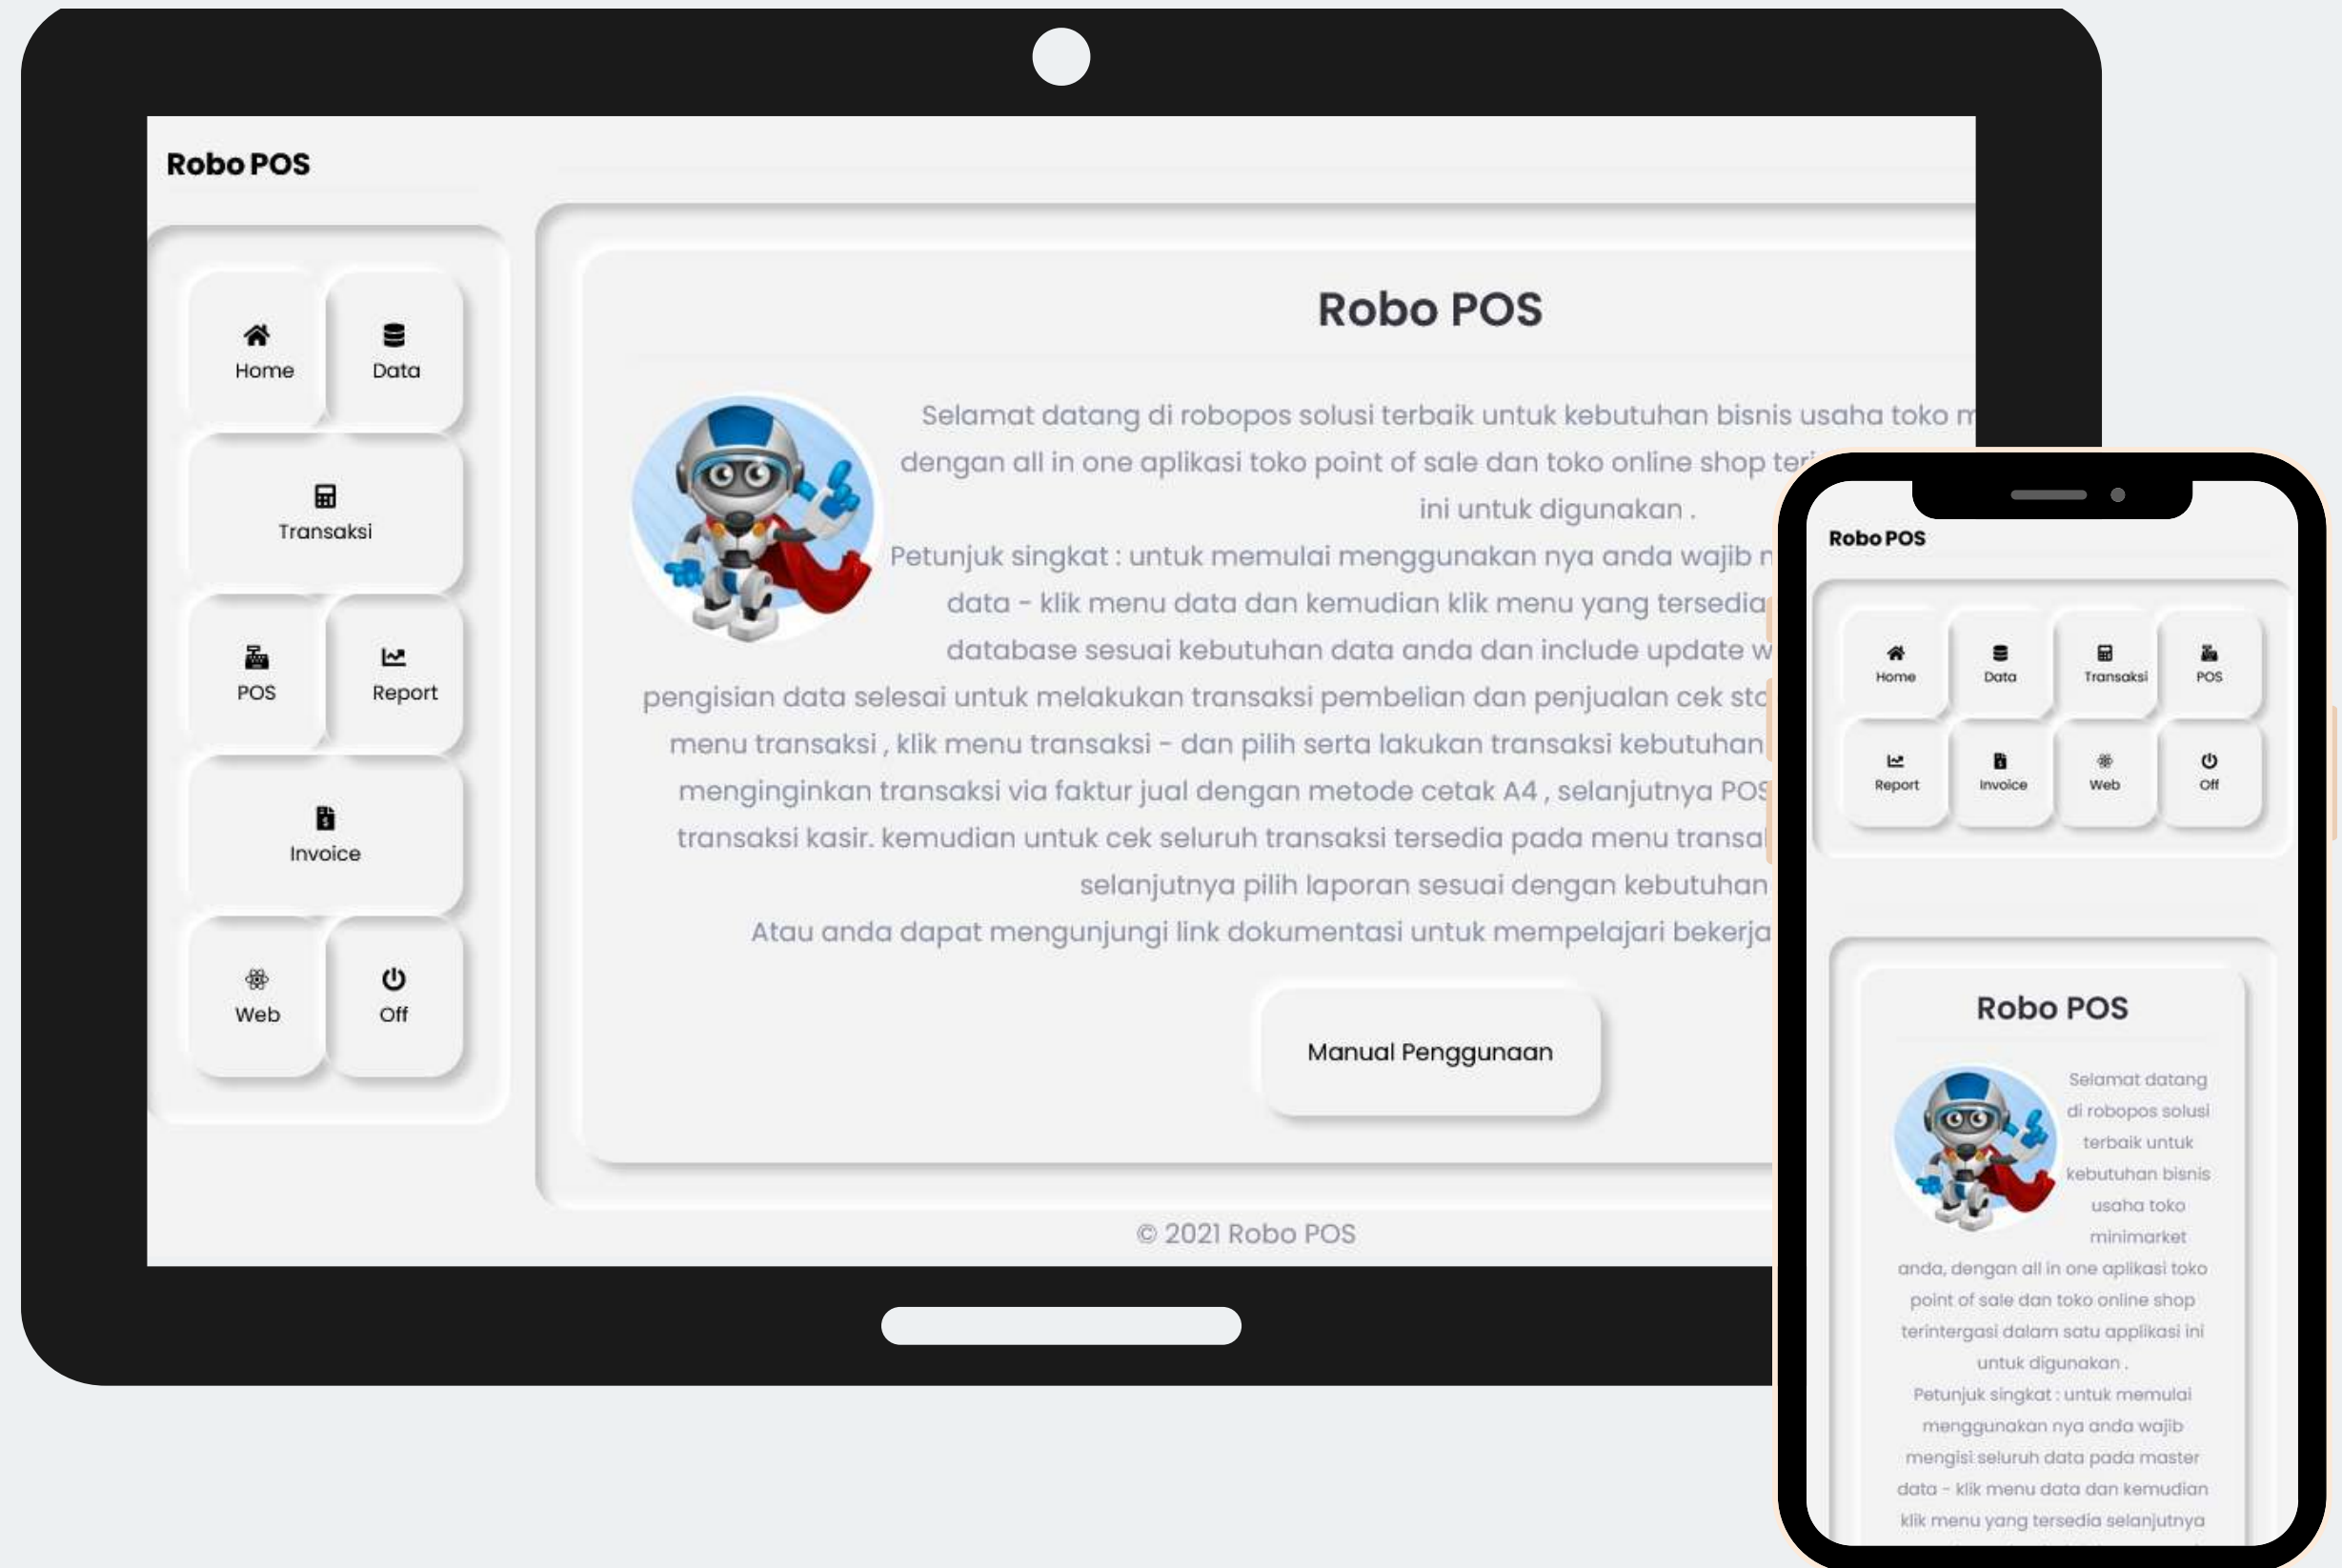 Robo POS
Home
Data
Transaksi
POS
Report
Invoice
Web
Off
Robo POS
Selamat datang di robopos solusi terbaik untuk kebutuhan bisnis usaha toko
dengan all in one aplikasi toko point of sale dan toko online shop
ini untuk digunakan .
Petunjuk singkat : untuk memulai menggunakan nya anda wajib
data - klik menu data dan kemudian klik menu yang tersedia
database sesuai kebutuhan data anda dan include update
pengisian data selesai untuk melakukan transaksi pembelian dan penjualan cek
menu transaksi , klik menu transaksi - dan pilih serta lakukan transaksi kebutuhan
menginginkan transaksi via faktur jual dengan metode cetak A4 , selanjutnya POS
transaksi kasir. kemudian untuk cek seluruh transaksi tersedia pada menu
selanjutnya pilih laporan sesuai dengan kebutuhan
Atau anda dapat mengunjungi link dokumentasi untuk mempelajari bekerja
Manual Penggunaan
© 2021 Robo POS
Robo POS
Home
Data
Transaksi
POS
Report
Invoice
Web
Off
Robo POS
Selamat datang
di robopos solusi
terbaik untuk
kebutuhan bisnis
usaha toko
minimarket
anda, dengan all in one aplikasi toko
point of sale dan toko online shop
terintergasi dalam satu applikasi ini
untuk digunakan .
Petunjuk singkat : untuk memulai
menggunakan nya anda wajib
mengisi seluruh data pada master
data - klik menu data dan kemudian
klik menu yang tersedia selanjutnya